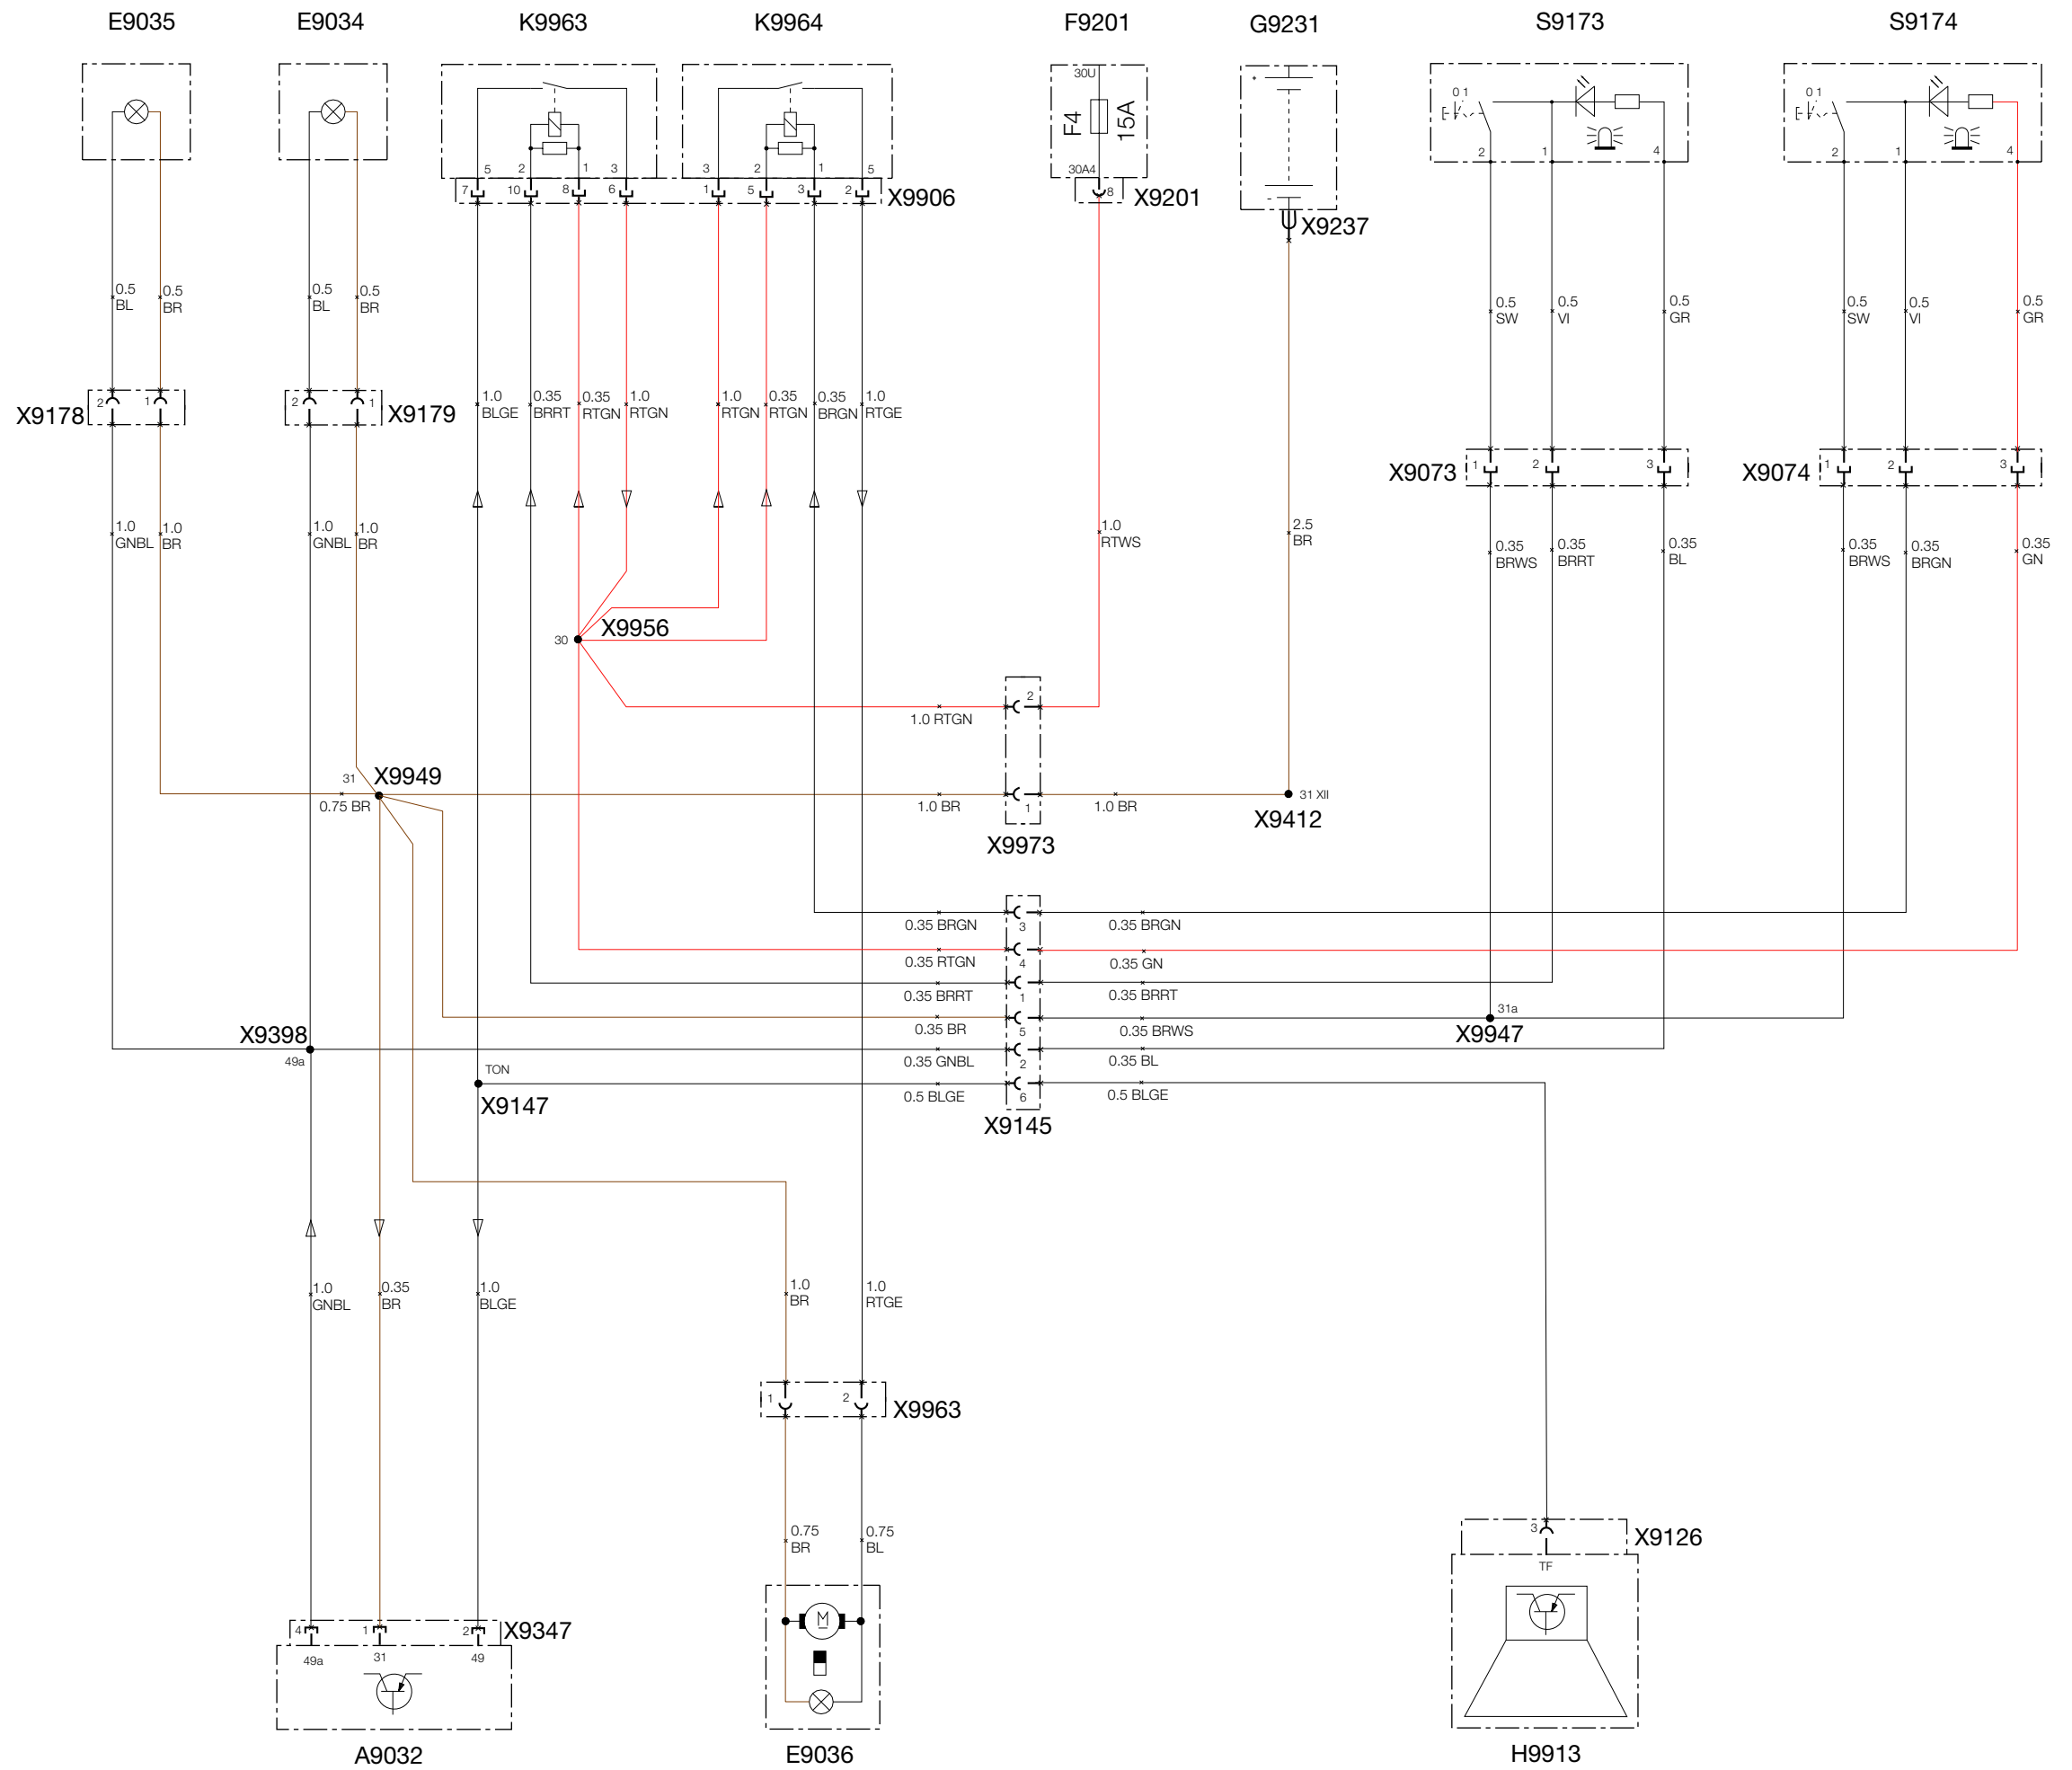 E9035
E9034
K9963
K9964
F9201
G9231
S9173
S9174
30U
F4
15A
30A4
+
-
0 1
0 1
5
2
1
3
3
2
1
5
2
1
4
2
1
4
7
10
8
6
1
5
3
2
X9906
8
X9201
X9237
0.5
BL
0.5
BR
0.5
BL
0.5
BR
0.5
SW
0.5
VI
0.5
GR
0.5
SW
0.5
VI
0.5
GR
X9178
2
1
2
1
X9179
1.0
BLGE
0.35
BRRT
0.35
RTGN
1.0
RTGN
1.0
RTGN
0.35
RTGN
0.35
BRGN
1.0
RTGE
X9073
1
2
3
X9074
1
2
3
1.0
GNBL
1.0
BR
1.0
GNBL
1.0
BR
1.0
RTWS
2.5
BR
0.35
BRWS
0.35
BRRT
0.35
BL
0.35
BRWS
0.35
BRGN
0.35
GN
30
X9956
2
1.0 RTGN
31
X9949
0.75 BR
1.0 BR
1
1.0 BR
31 XII
X9412
X9973
0.35 BRGN
3
0.35 BRGN
0.35 RTGN
4
0.35 GN
0.35 BRRT
1
0.35 BRRT
0.35 BR
5
0.35 BRWS
31a
X9947
X9398
49a
0.35 GNBL
2
0.35 BL
TON
X9147
0.5 BLGE
6
0.5 BLGE
X9145
1.0
GNBL
0.35
BR
1.0
BLGE
1.0
BR
1.0
RTGE
1
2
X9963
0.75
BR
0.75
BL
3
X9126
TF
4
1
2
X9347
49a
31
49
M
A9032
E9036
H9913